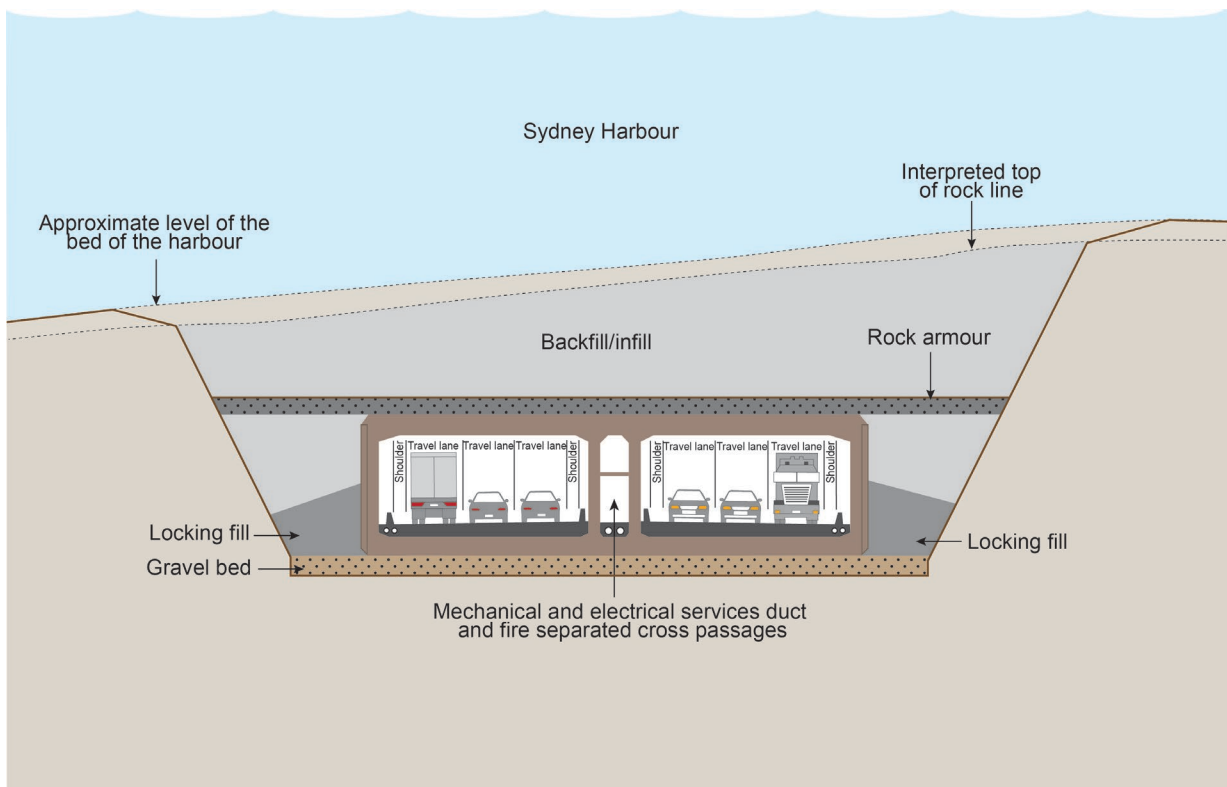 Sydney Harbour
Interpreted top
of rock line
Approximate level of the
bed of the harbour
Backfill/infill
Rock armour
Shoulder
Travel lane
Travel lane
Travel lane
Shoulder
Shoulder
Travel lane
Travel lane
Travel lane
Shoulder
Locking fill
Locking fill
Gravel bed
Mechanical and electrical services duct
and fire separated cross passages